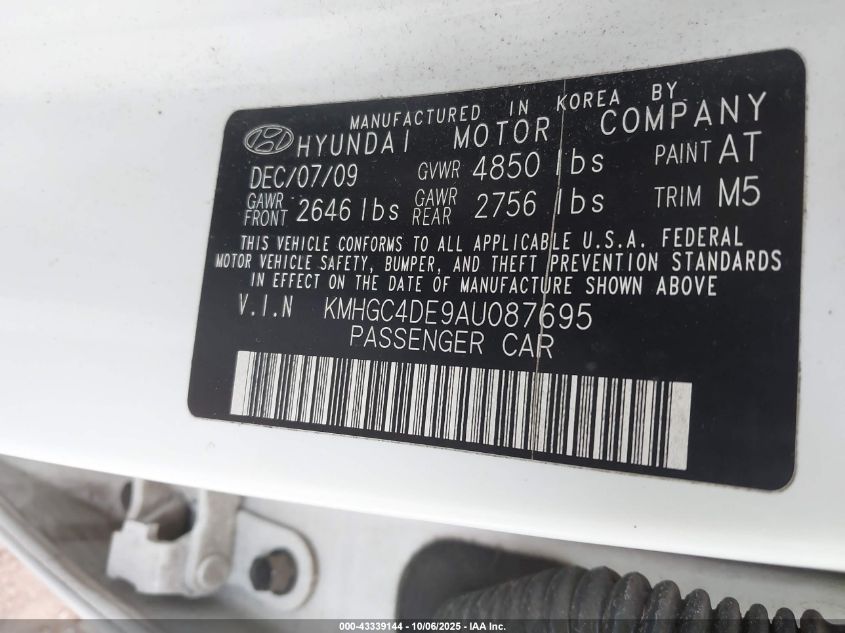 MANUFACTURED IN KOREA BY
HYUNDAI MOTOR COMPANY
DEC/07/09 GVWR 4850 lbs PAINT AT
GAWR FRONT 2646 lbs GAWR REAR 2756 lbs TRIM M5
THIS VEHICLE CONFORMS TO ALL APPLICABLE U.S.A. FEDERAL
MOTOR VEHICLE SAFETY, BUMPER, AND THEFT PREVENTION STANDARDS
IN EFFECT ON THE DATE OF MANUFACTURE SHOWN ABOVE
V.I.N KMHGC4DE9AU087695
PASSENGER CAR
000-43339144 - 10/06/2025 - IAA Inc.